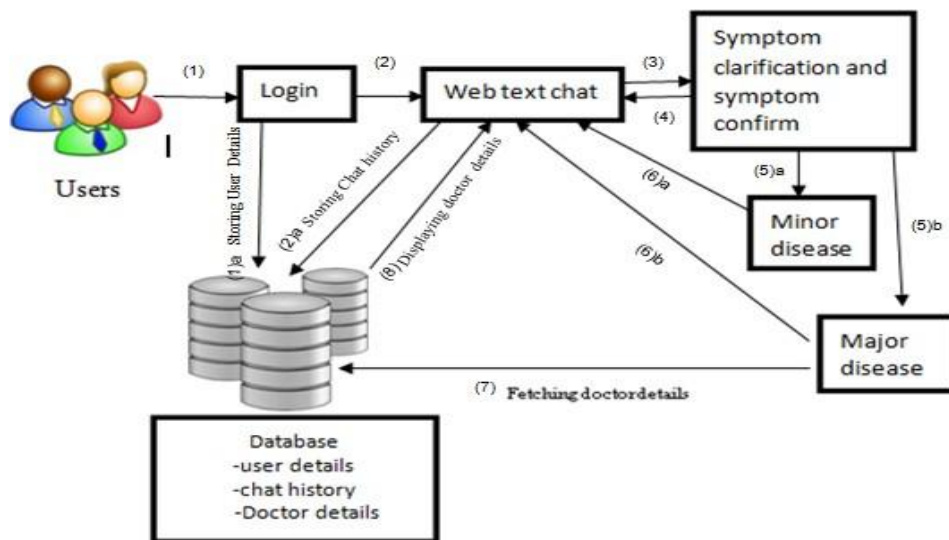 (1)
Login
(2)
Web text chat
(3)
(4)
Symptom
clarification and
symptom
confirm
Users
(1)a Storing User Details
(2)a Storing Chat history
(8) Displaying doctor details
(6)a
(5)a
(5)b
Minor
disease
(6)b
Major
disease
(7) Fetching doctor details
Database
-user details
-chat history
-Doctor details